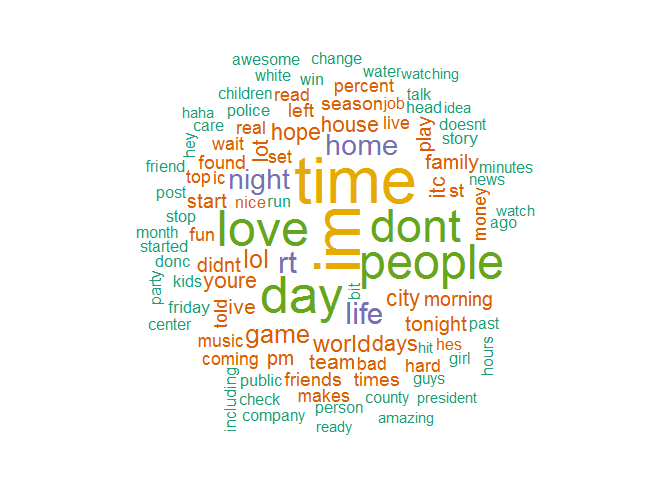 awesome
change
white
win
water
watching
children
read
percent
talk
haha
police
left
season
job
head
idea
care
real
hope
house
live
play
doesnt
story
hey
wait
lot
home
friend
found
set
time
family
minutes
topic
night
itc
st
news
post
start
nice
run
money
watch
stop
fun
love
im
dont
ago
month
started
didnt
lol
rt
people
donc
party
kids
youre
day
bit
life
city
morning
friday
told
ive
center
game
tonight
past
music
world
days
hit
hes
hours
coming
pm
team
bad
hard
girl
including
public
friends
times
guys
check
makes
county
president
company
person
amazing
ready